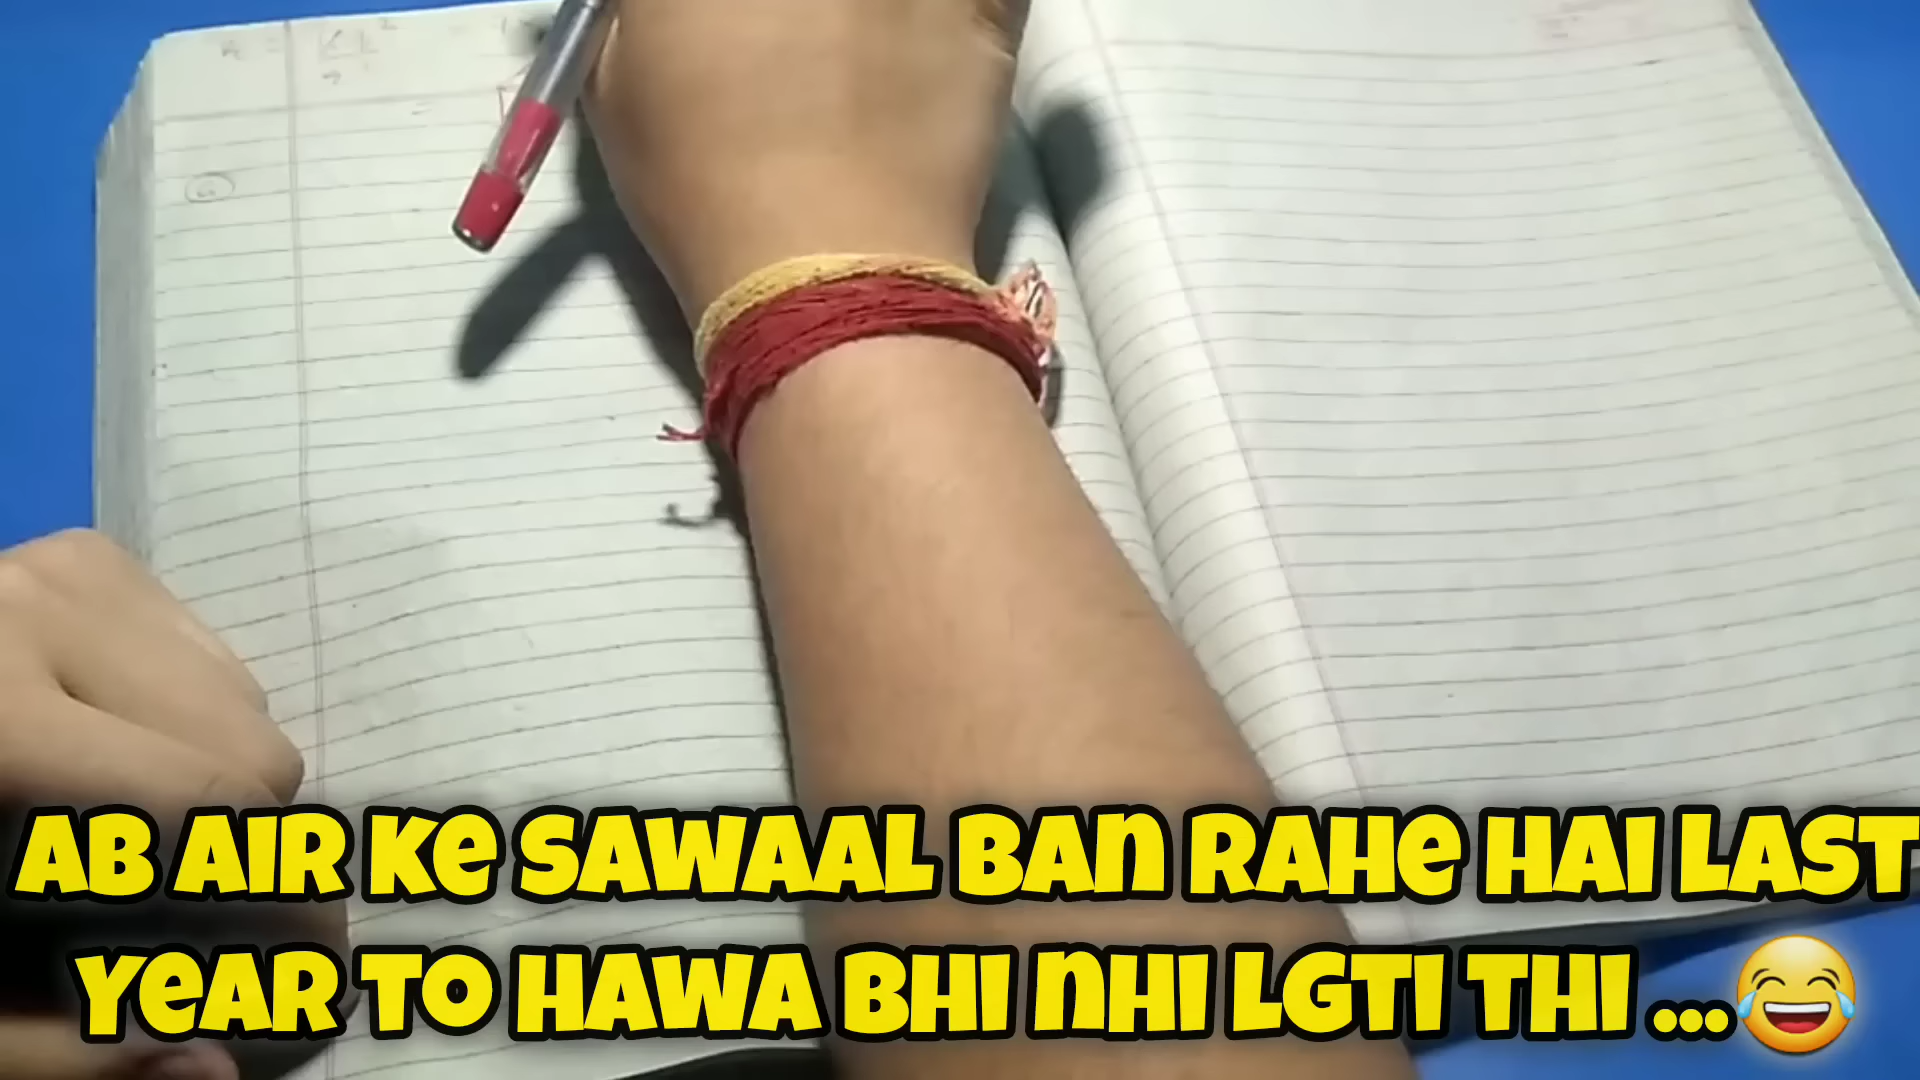 AB AIR Ke SAWAAL BAn RAHe HAI LAST
YeAR TO HAWA BHI nHI LGTI THI ...😂